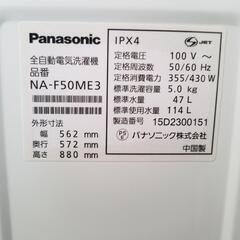 Panasonic
全自動電気洗濯機
品番
NA-F50ME3
外形寸法
幅 562 mm
奥行 572 mm
高さ 880 mm
IPX4
JET
定格電圧 100 V ～
定格周波数 50/60 Hz
定格消費電力 355/430 W
標準洗濯容量 5.0 kg
標準水量 47 L
標準使用水量 114 L
製造番号 15D2300151
PSE パナソニック株式会社
中国製